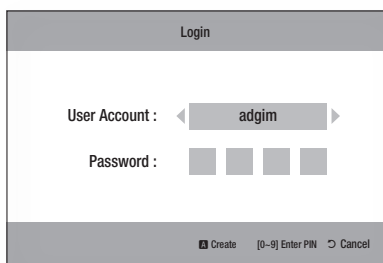 Login
User Account : adgim
Password :
A Create [0~9] Enter PIN Cancel